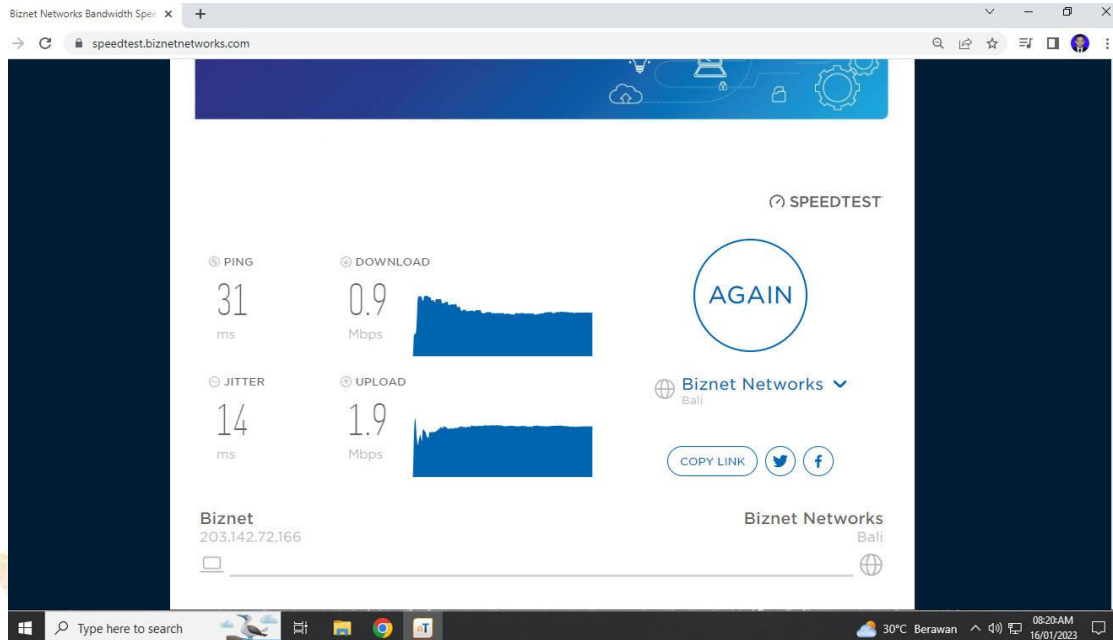 Biznet Networks Bandwidth Spee
speedtest.biznetnetworks.com
SPEEDTEST
PING
31
ms
DOWNLOAD
0.9
Mbps
AGAIN
JITTER
14
ms
UPLOAD
1.9
Mbps
Biznet Networks
Bali
COPY LINK
Biznet
203.142.72.166
Biznet Networks
Bali
Type here to search
30°C Berawan
08:20:AM
16/01/2023